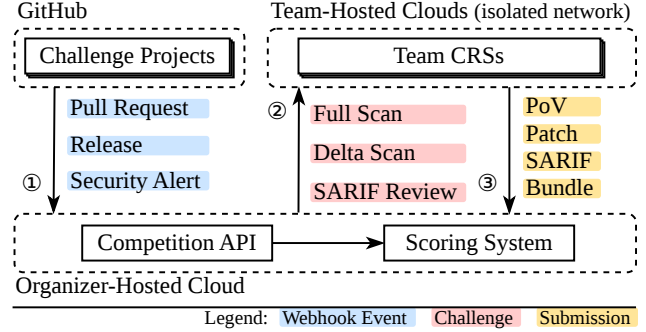 GitHub
Team-Hosted Clouds (isolated network)
Challenge Projects
Team CRSs
①
Pull Request
Release
Security Alert
②
Full Scan
Delta Scan
SARIF Review
③
PoV
Patch
SARIF
Bundle
Competition API
Scoring System
Organizer-Hosted Cloud
Legend: Webhook Event Challenge Submission